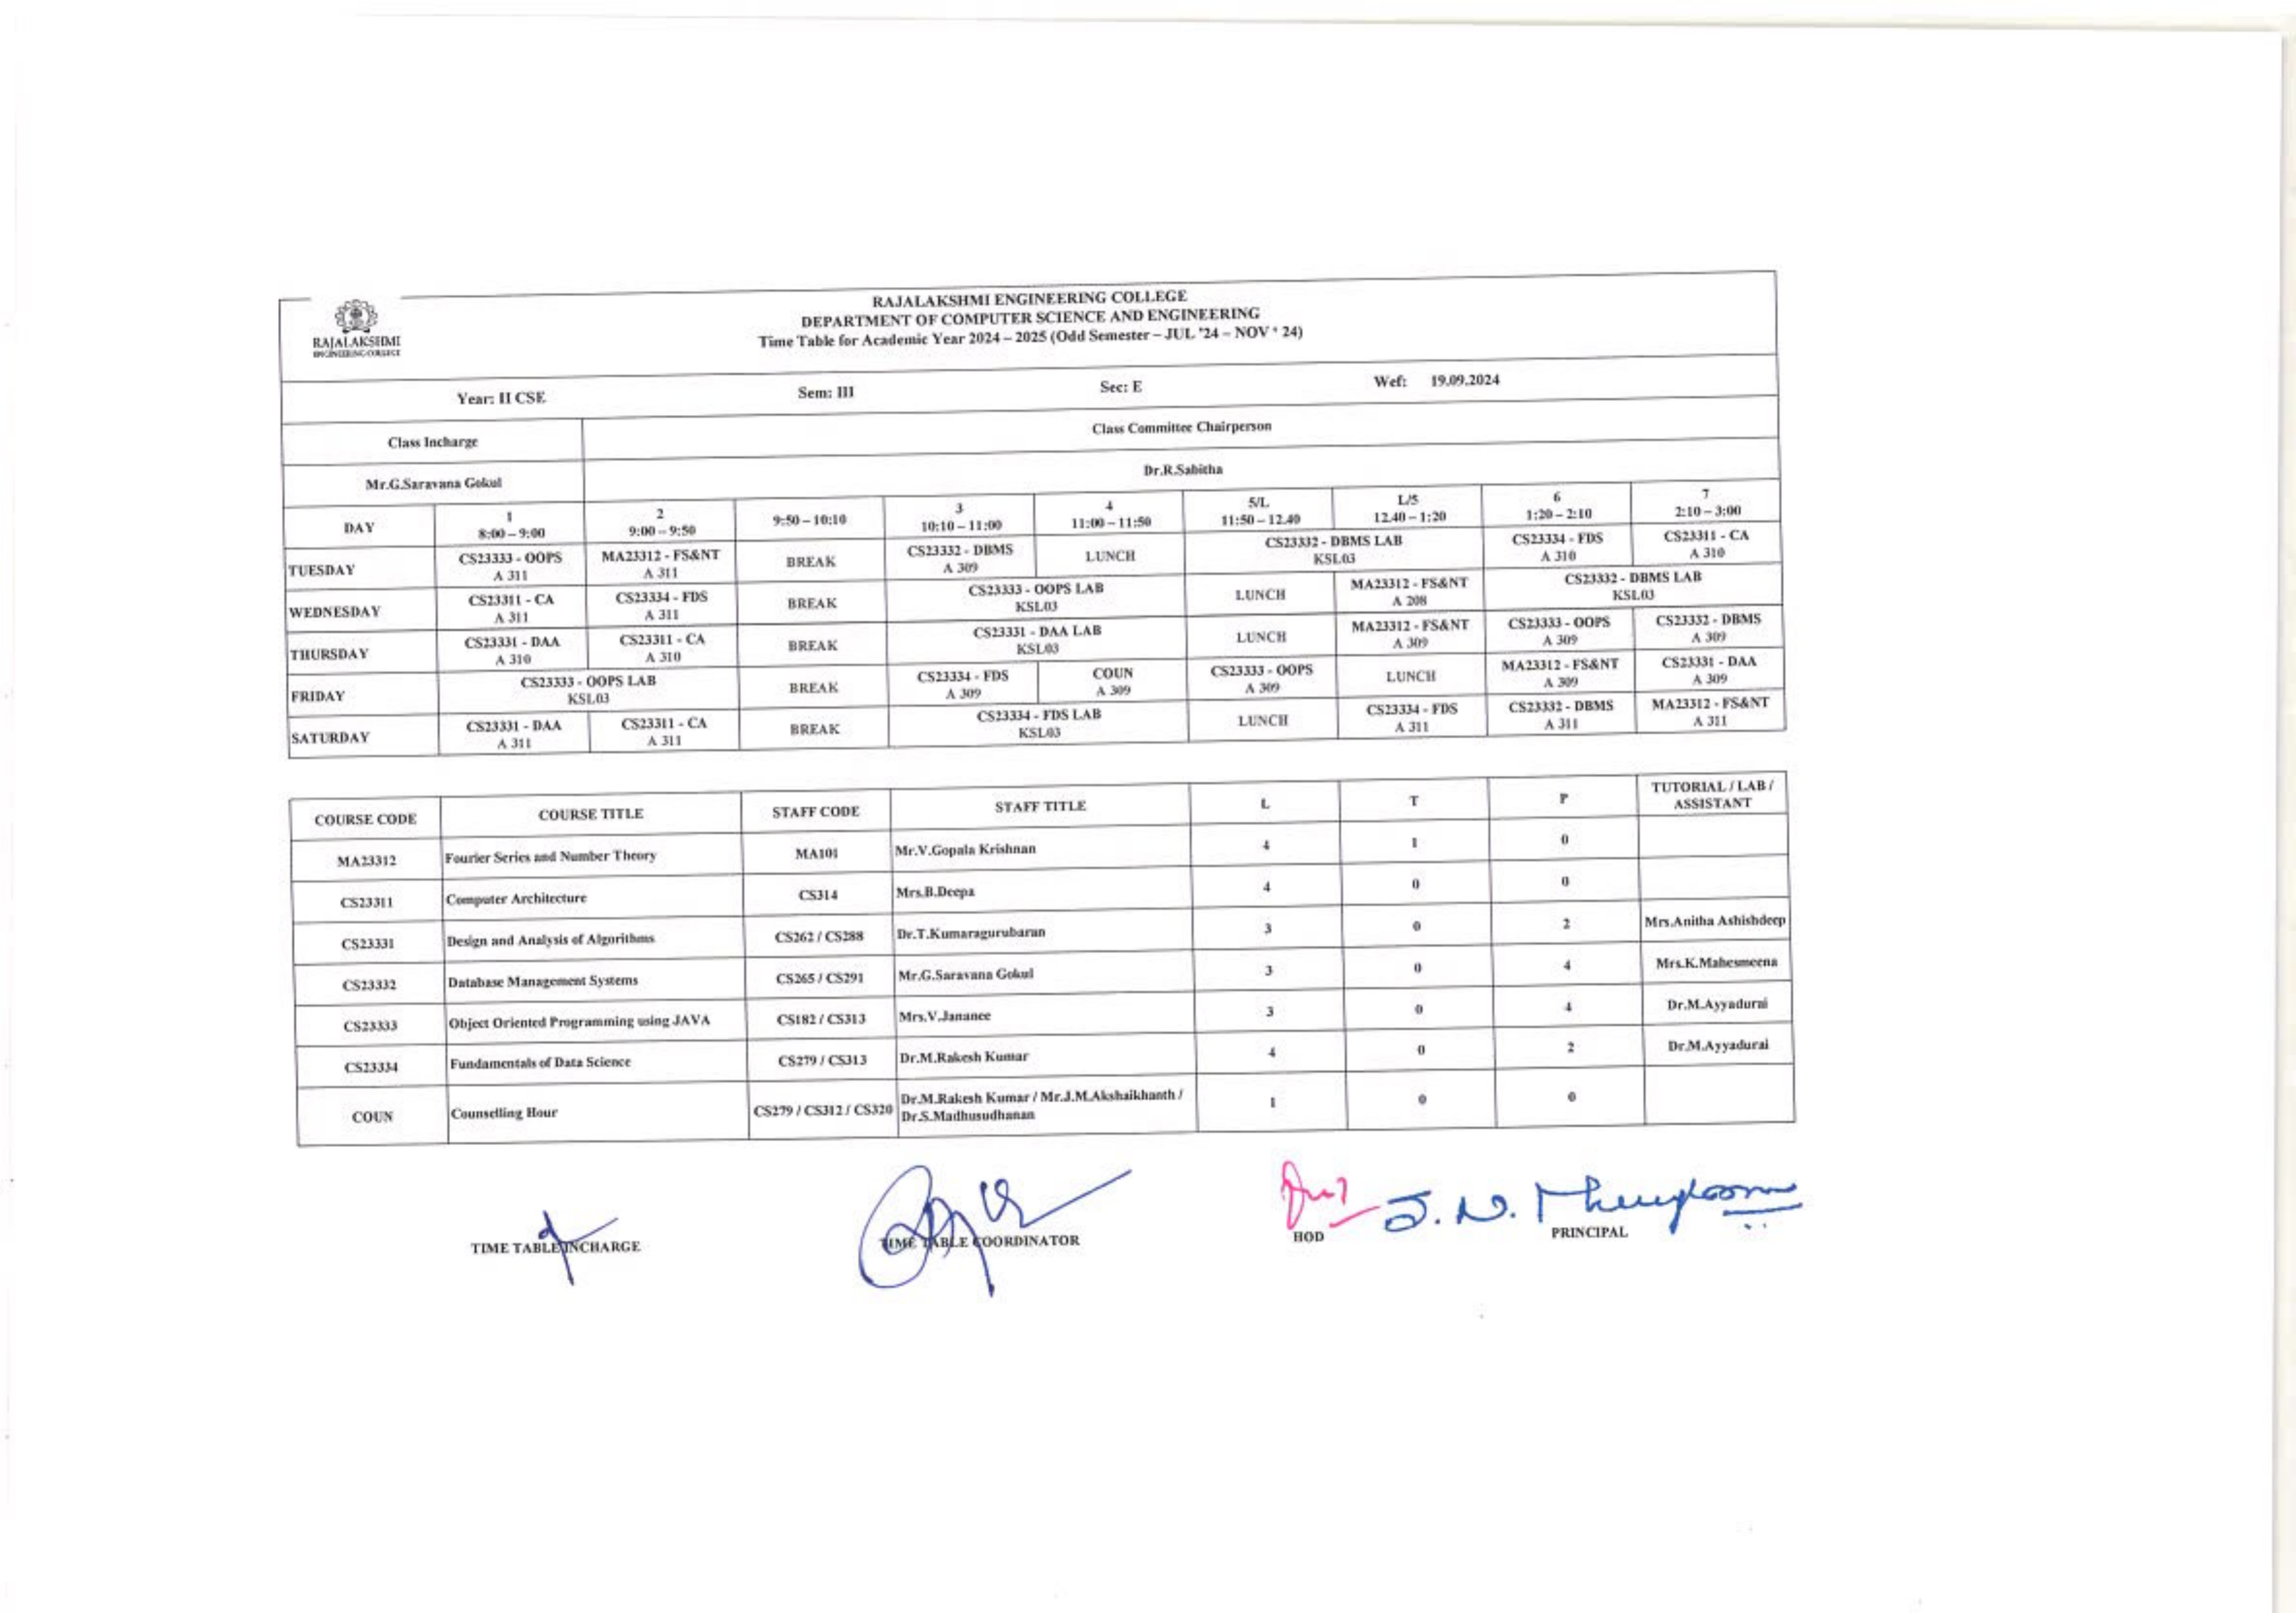 RAJALAKSHMI
ENGINEERING COLLEGE
RAJALAKSHMI ENGINEERING COLLEGE
DEPARTMENT OF COMPUTER SCIENCE AND ENGINEERING
Time Table for Academic Year 2024 – 2025 (Odd Semester – JUL '24 – NOV ' 24)
Year: II CSE Sem: III Sec: E Wef: 19.09.2024
Class Incharge Class Committee Chairperson
Mr.G.Saravana Gokul Dr.R.Sabitha
DAY 1 2 9:50 – 10:10 3 4 5/L L/5 6 7
8:00 – 9:00 9:00 – 9:50 10:10 – 11:00 11:00 – 11:50 11:50 – 12.40 12.40 – 1:20 1:20 – 2:10 2:10 – 3:00
TUESDAY CS23333 - OOPS MA23312 - FS&NT BREAK CS23332 - DBMS LUNCH CS23332 - DBMS LAB CS23334 - FDS CS23311 - CA
A 311 A 311 A 309 KSL03 A 310 A 310
WEDNESDAY CS23311 - CA CS23334 - FDS BREAK CS23333 - OOPS LAB LUNCH MA23312 - FS&NT CS23332 - DBMS LAB
A 311 A 311 KSL03 A 208 KSL03
THURSDAY CS23331 - DAA CS23311 - CA BREAK CS23331 - DAA LAB LUNCH MA23312 - FS&NT CS23333 - OOPS CS23332 - DBMS
A 310 A 310 KSL03 A 309 A 309 A 309
FRIDAY CS23333 - OOPS LAB BREAK CS23334 - FDS COUN CS23333 - OOPS LUNCH MA23312 - FS&NT CS23331 - DAA
KSL03 A 309 A 309 A 309 A 309 A 309
SATURDAY CS23331 - DAA CS23311 - CA BREAK CS23334 - FDS LAB LUNCH CS23334 - FDS CS23332 - DBMS MA23312 - FS&NT
A 311 A 311 KSL03 A 311 A 311 A 311
COURSE CODE COURSE TITLE STAFF CODE STAFF TITLE L T P TUTORIAL / LAB /
ASSISTANT
MA23312 Fourier Series and Number Theory MA101 Mr.V.Gopala Krishnan 4 1 0
CS23311 Computer Architecture CS314 Mrs.B.Deepa 4 0 0
CS23331 Design and Analysis of Algorithms CS262 / CS288 Dr.T.Kumaragurubaran 3 0 2 Mrs.Anitha Ashishdeep
CS23332 Database Management Systems CS265 / CS291 Mr.G.Saravana Gokul 3 0 4 Mrs.K.Mahesmeena
CS23333 Object Oriented Programming using JAVA CS182 / CS313 Mrs.V.Jananee 3 0 4 Dr.M.Ayyadurai
CS23334 Fundamentals of Data Science CS279 / CS313 Dr.M.Rakesh Kumar 4 0 2 Dr.M.Ayyadurai
COUN Counselling Hour CS279 / CS312 / CS320 Dr.M.Rakesh Kumar / Mr.J.M.Akshaikhanth / 1 0 0
Dr.S.Madhusudhanan
TIME TABLE INCHARGE TIME TABLE COORDINATOR HOD PRINCIPAL